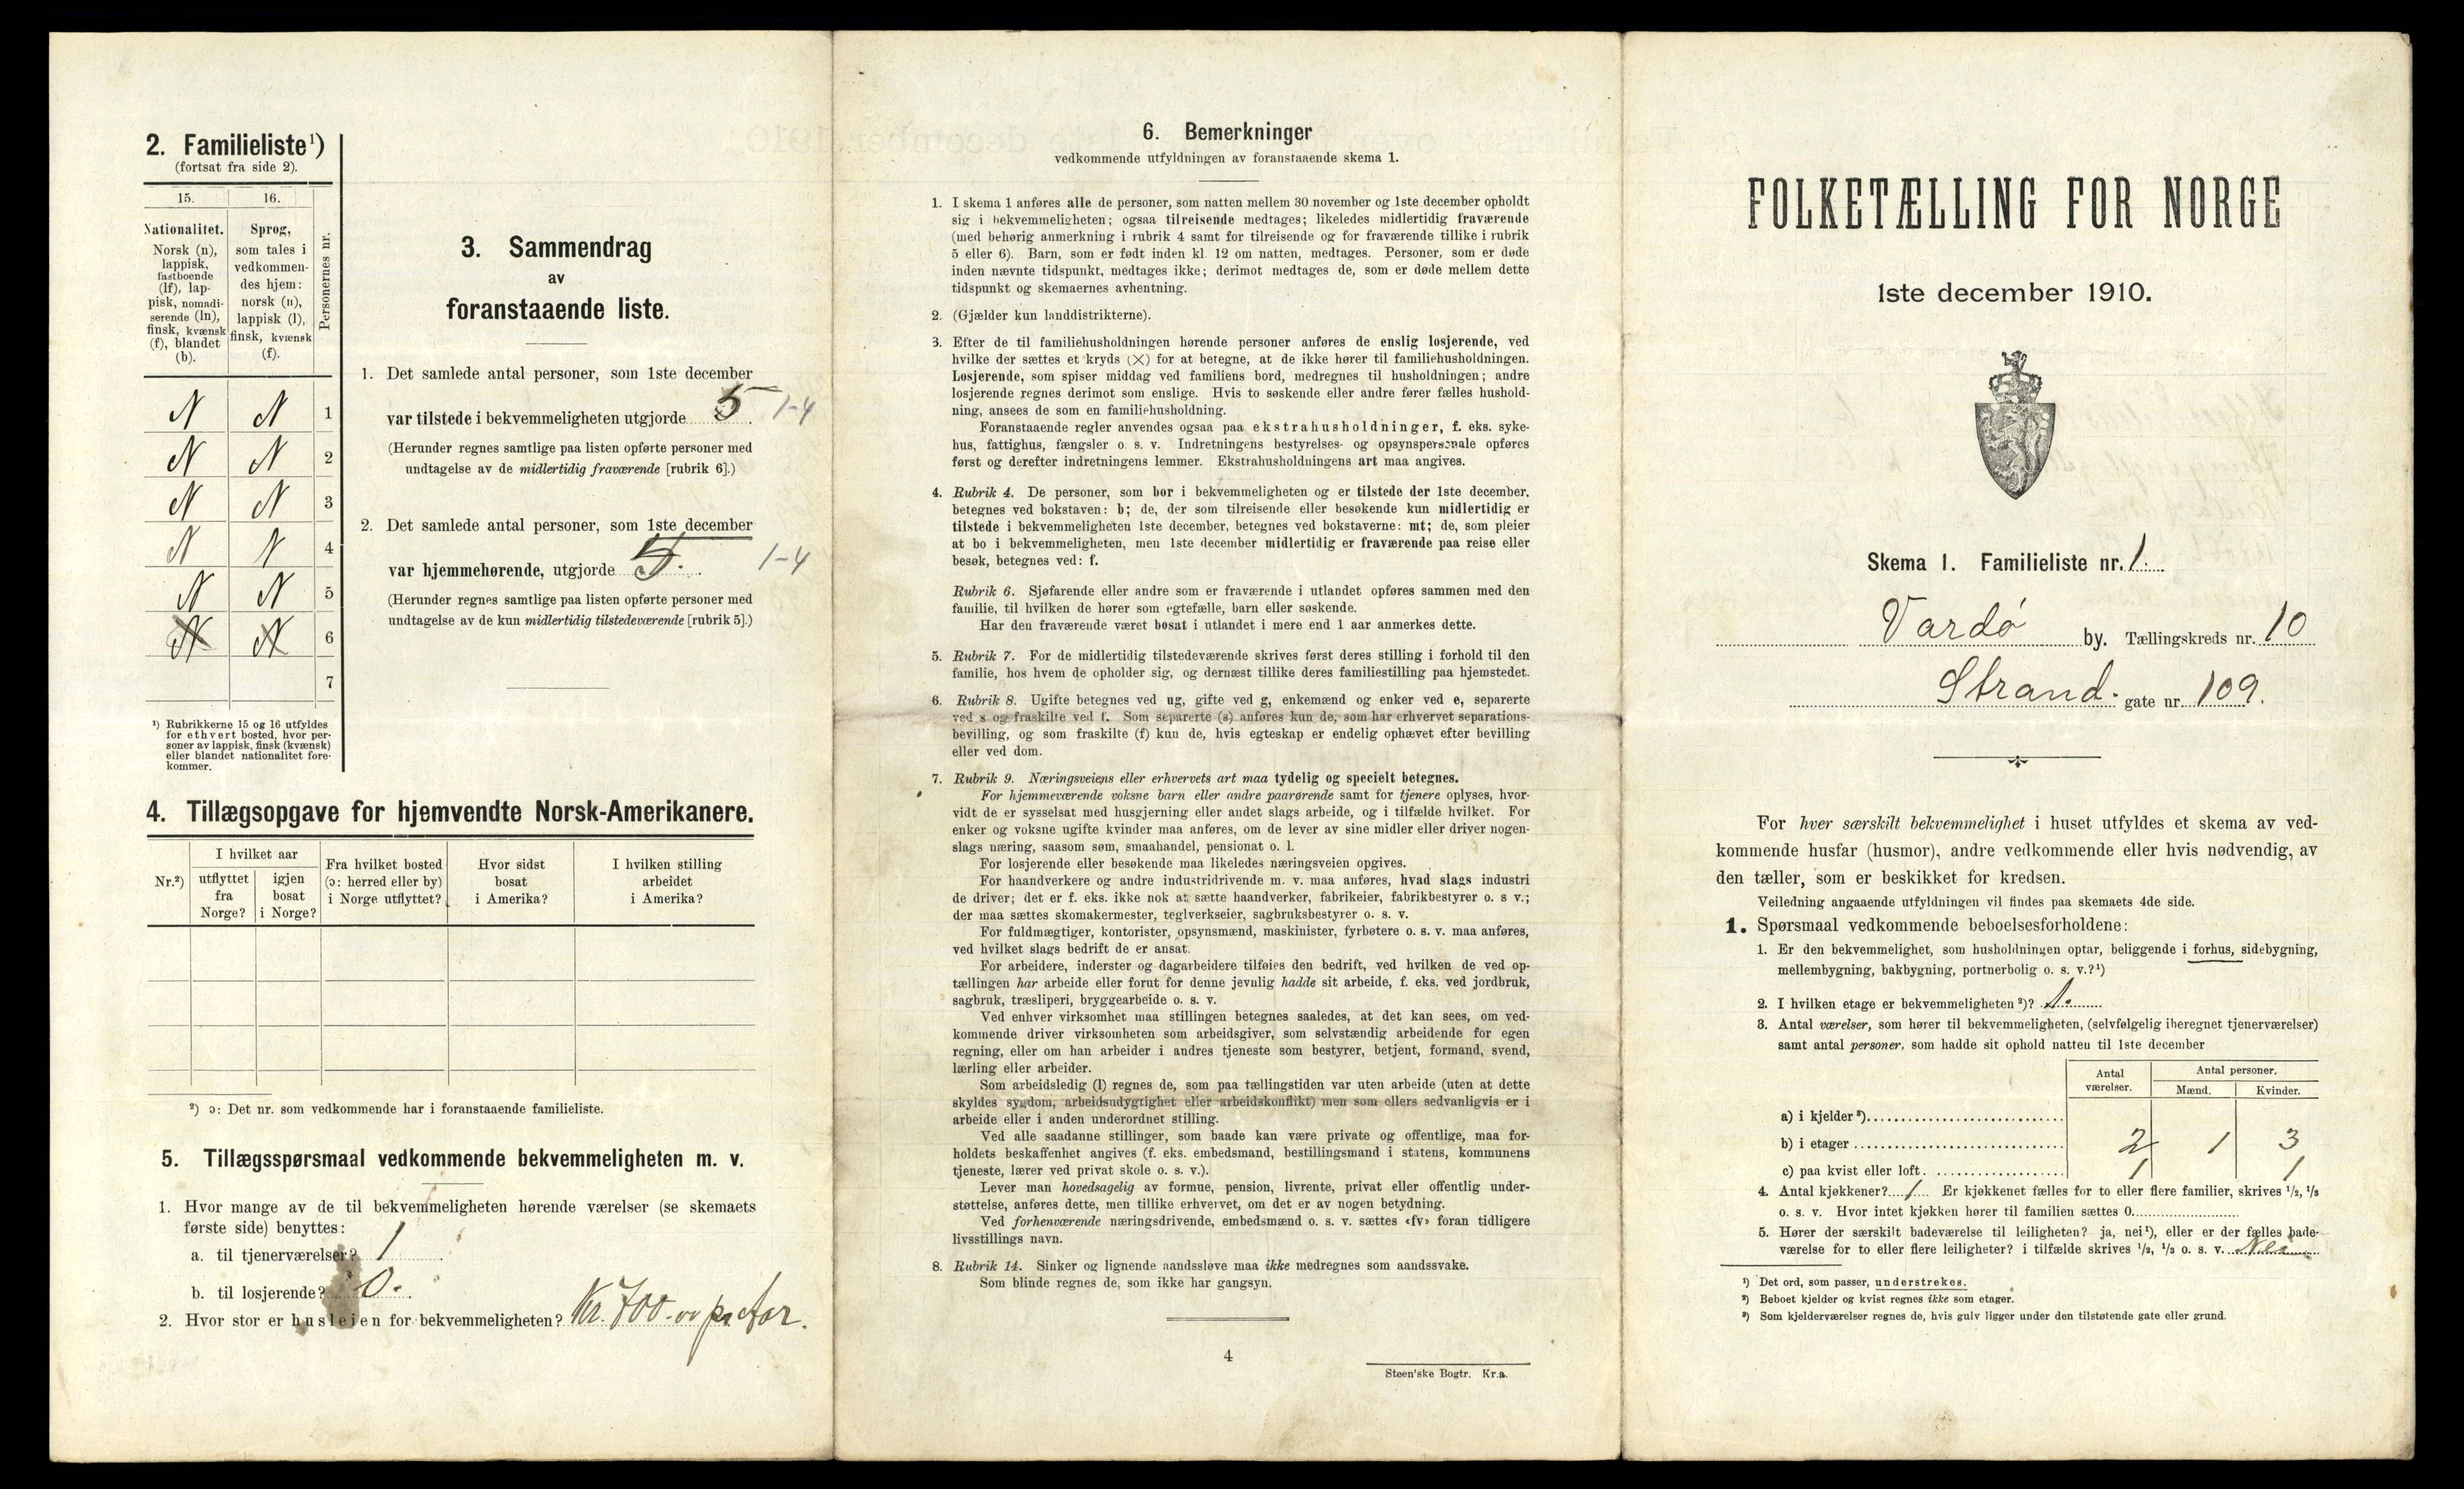 2. Familieliste¹)
(fortsat fra side 2).
15. 16.
Nationalitet. Norsk (n), lappisk, fastboende (lf), lappisk, nomadiserende (ln), finsk, kvænsk (f), blandet (b).
Sprog, som tales i vedkommendes hjem: norsk (n), lappisk (l), finsk, kvænsk (f).
Personernes nr.
N N 1
N N 2
N N 3
N N 4
N N 5
N N 6
7
¹) Rubrikkerne 15 og 16 utfyldes
for ethvert bosted, hvor per-
soner av lappisk, finsk (kvænsk)
eller blandet nationalitet fore-
kommer.
3. Sammendrag
av
foranstaaende liste.
1. Det samlede antal personer, som 1ste december
var tilstede i bekvemmeligheten utgjorde 5. 1-4
(Herunder regnes samtlige paa listen opførte personer med
undtagelse av de midlertidig fraværende [rubrik 6].)
2. Det samlede antal personer, som 1ste december
var hjemmehørende, utgjorde 5. 1-4
(Herunder regnes samtlige paa listen opførte personer med
undtagelse av de kun midlertidig tilstedeværende [rubrik 5].)
4. Tillægsopgave for hjemvendte Norsk-Amerikanere.
Nr.²)
I hvilket aar
utflyttet fra Norge?
igjen bosat i Norge?
Fra hvilket bosted (ɔ: herred eller by) i Norge utflyttet?
Hvor sidst bosat i Amerika?
I hvilken stilling arbeidet i Amerika?
²) ɔ: Det nr. som vedkommende har i foranstaaende familieliste.
5. Tillægsspørsmaal vedkommende bekvemmeligheten m. v.
1. Hvor mange av de til bekvemmeligheten hørende værelser (se skemaets
første side) benyttes:
a. til tjenerværelser? 1
b. til losjerende? 0.
2. Hvor stor er husleien for bekvemmeligheten? Kr. 700.00 pr Aar.
6. Bemerkninger
vedkommende utfyldningen av foranstaaende skema 1.
1. I skema 1 anføres alle de personer, som natten mellem 30 november og 1ste december opholdt
sig i bekvemmeligheten; ogsaa tilreisende medtages; likeledes midlertidig fraværende
(med behørig anmerkning i rubrik 4 samt for tilreisende og for fraværende tillike i rubrik
5 eller 6). Barn, som er født inden kl. 12 om natten, medtages. Personer, som er døde
inden nævnte tidspunkt, medtages ikke; derimot medtages de, som er døde mellem dette
tidspunkt og skemaernes avhentning.
2. (Gjælder kun landdistrikterne).
3. Efter de til familiehusholdningen hørende personer anføres de enslig losjerende, ved
hvilke der sættes et kryds (×) for at betegne, at de ikke hører til familiehusholdningen.
Losjerende, som spiser middag ved familiens bord, medregnes til husholdningen; andre
losjerende regnes derimot som enslige. Hvis to søskende eller andre fører fælles hushold-
ning, ansees de som en familiehusholdning.
Foranstaaende regler anvendes ogsaa paa ekstrahusholdninger, f. eks. syke-
hus, fattighus, fængsler o. s. v. Indretningens bestyrelses- og opsynspersonale opføres
først og derefter indretningens lemmer. Ekstrahusholdningens art maa angives.
4. Rubrik 4. De personer, som bor i bekvemmeligheten og er tilstede der 1ste december,
betegnes ved bokstaven: b; de, der som tilreisende eller besøkende kun midlertidig er
tilstede i bekvemmeligheten 1ste december, betegnes ved bokstaverne: mt; de, som pleier
at bo i bekvemmeligheten, men 1ste december midlertidig er fraværende paa reise eller
besøk, betegnes ved: f.
Rubrik 6. Sjøfarende eller andre som er fraværende i utlandet opføres sammen med den
familie, til hvilken de hører som egtefælle, barn eller søskende.
Har den fraværende været bosat i utlandet i mere end 1 aar anmerkes dette.
5. Rubrik 7. For de midlertidig tilstedeværende skrives først deres stilling i forhold til den
familie, hos hvem de opholder sig, og dernæst tillike deres familiestilling paa hjemstedet.
6. Rubrik 8. Ugifte betegnes ved ug, gifte ved g, enkemænd og enker ved e, separerte
ved s og fraskilte ved f. Som separerte (s) anføres kun de, som har erhvervet separations-
bevilling, og som fraskilte (f) kun de, hvis egteskap er endelig ophævet efter bevilling
eller ved dom.
7. Rubrik 9. Næringsveiens eller erhvervets art maa tydelig og specielt betegnes.
For hjemmeværende voksne barn eller andre paarørende samt for tjenere oplyses, hvor-
vidt de er sysselsat med husgjerning eller andet slags arbeide, og i tilfælde hvilket. For
enker og voksne ugifte kvinder maa anføres, om de lever av sine midler eller driver nogen-
slags næring, saasom søm, smaahandel, pensionat o. l.
For losjerende eller besøkende maa likeledes næringsveien opgives.
For haandverkere og andre industridrivende m. v. maa anføres, hvad slags industri
de driver; det er f. eks. ikke nok at sætte haandverker, fabrikeier, fabrikbestyrer o. s v.;
der maa sættes skomakermester, teglverkseier, sagbruksbestyrer o. s. v.
For fuldmægtiger, kontorister, opsynsmænd, maskinister, fyrbøtere o. s. v. maa anføres,
ved hvilket slags bedrift de er ansat.
For arbeidere, inderster og dagarbeidere tilføies den bedrift, ved hvilken de ved op-
tællingen har arbeide eller forut for denne jevnlig hadde sit arbeide, f. eks. ved jordbruk,
sagbruk, træsliperi, bryggearbeide o. s. v.
Ved enhver virksomhet maa stillingen betegnes saaledes, at det kan sees, om ved-
kommende driver virksomheten som arbeidsgiver, som selvstændig arbeidende for egen
regning, eller om han arbeider i andres tjeneste som bestyrer, betjent, formand, svend,
lærling eller arbeider.
Som arbeidsledig (l) regnes de, som paa tællingstiden var uten arbeide (uten at dette
skyldes sygdom, arbeidsudygtighet eller arbeidskonflikt) men som ellers sedvanligvis er i
arbeide eller i anden underordnet stilling.
Ved alle saadanne stillinger, som baade kan være private og offentlige, maa for-
holdets beskaffenhet angives (f. eks. embedsmand, bestillingsmand i statens, kommunens
tjeneste, lærer ved privat skole o. s. v.).
Lever man hovedsagelig av formue, pension, livrente, privat eller offentlig under-
støttelse, anføres dette, men tillike erhvervet, om det er av nogen betydning.
Ved forhenværende næringsdrivende, embedsmænd o. s. v. sættes «fv» foran tidligere
livsstillings navn.
8. Rubrik 14. Sinker og lignende aandssløve maa ikke medregnes som aandssvake.
Som blinde regnes de, som ikke har gangsyn.
4
Steen'ske Bogtr. Kr.a.
FOLKETÆLLING FOR NORGE
1ste december 1910.
Skema 1. Familieliste nr. 1.
Vardø by. Tællingskreds nr. 10
Strand. gate nr. 109.
For hver særskilt bekvemmelighet i huset utfyldes et skema av ved-
kommende husfar (husmor), andre vedkommende eller hvis nødvendig, av
den tæller, som er beskikket for kredsen.
Veiledning angaaende utfyldningen vil findes paa skemaets 4de side.
1. Spørsmaal vedkommende beboelsesforholdene:
1. Er den bekvemmelighet, som husholdningen optar, beliggende i forhus, sidebygning,
mellembygning, bakbygning, portnerbolig o. s. v.?¹)
2. I hvilken etage er bekvemmeligheten²)? 1.
3. Antal værelser, som hører til bekvemmeligheten, (selvfølgelig iberegnet tjenerværelser)
samt antal personer, som hadde sit ophold natten til 1ste december
Antal værelser. Antal personer.
Mænd. Kvinder.
a) i kjelder³)
b) i etager 2 1 3
c) paa kvist eller loft 1 1
4. Antal kjøkkener? 1 Er kjøkkenet fælles for to eller flere familier, skrives 1/2, 1/3
o. s. v. Hvor intet kjøkken hører til familien sættes 0.
5. Hører der særskilt badeværelse til leiligheten? ja, nei¹), eller er der fælles bade-
værelse for to eller flere leiligheter? i tilfælde skrives 1/2, 1/3 o. s. v. Nei
¹) Det ord, som passer, understrekes.
²) Beboet kjelder og kvist regnes ikke som etager.
³) Som kjelderværelser regnes de, hvis gulv ligger under den tilstøtende gate eller grund.